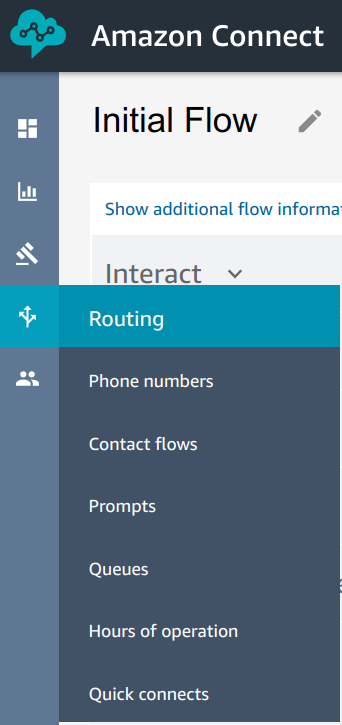 Amazon Connect
Initial Flow
Show additional flow informa
Interact
Routing
Phone numbers
Contact flows
Prompts
Queues
Hours of operation
Quick connects